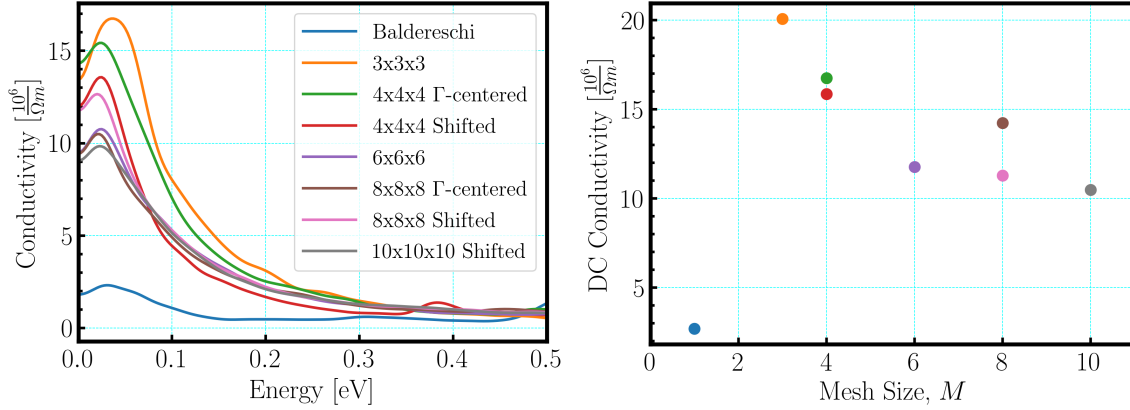 Conductivity [10^6/Ωm]
15
10
5
0
0.0 0.1 0.2 0.3 0.4 0.5
Energy [eV]
Baldereschi
3x3x3
4x4x4 Γ-centered
4x4x4 Shifted
6x6x6
8x8x8 Γ-centered
8x8x8 Shifted
10x10x10 Shifted
DC Conductivity [10^6/Ωm]
20
15
10
5
0 2 4 6 8 10
Mesh Size, M